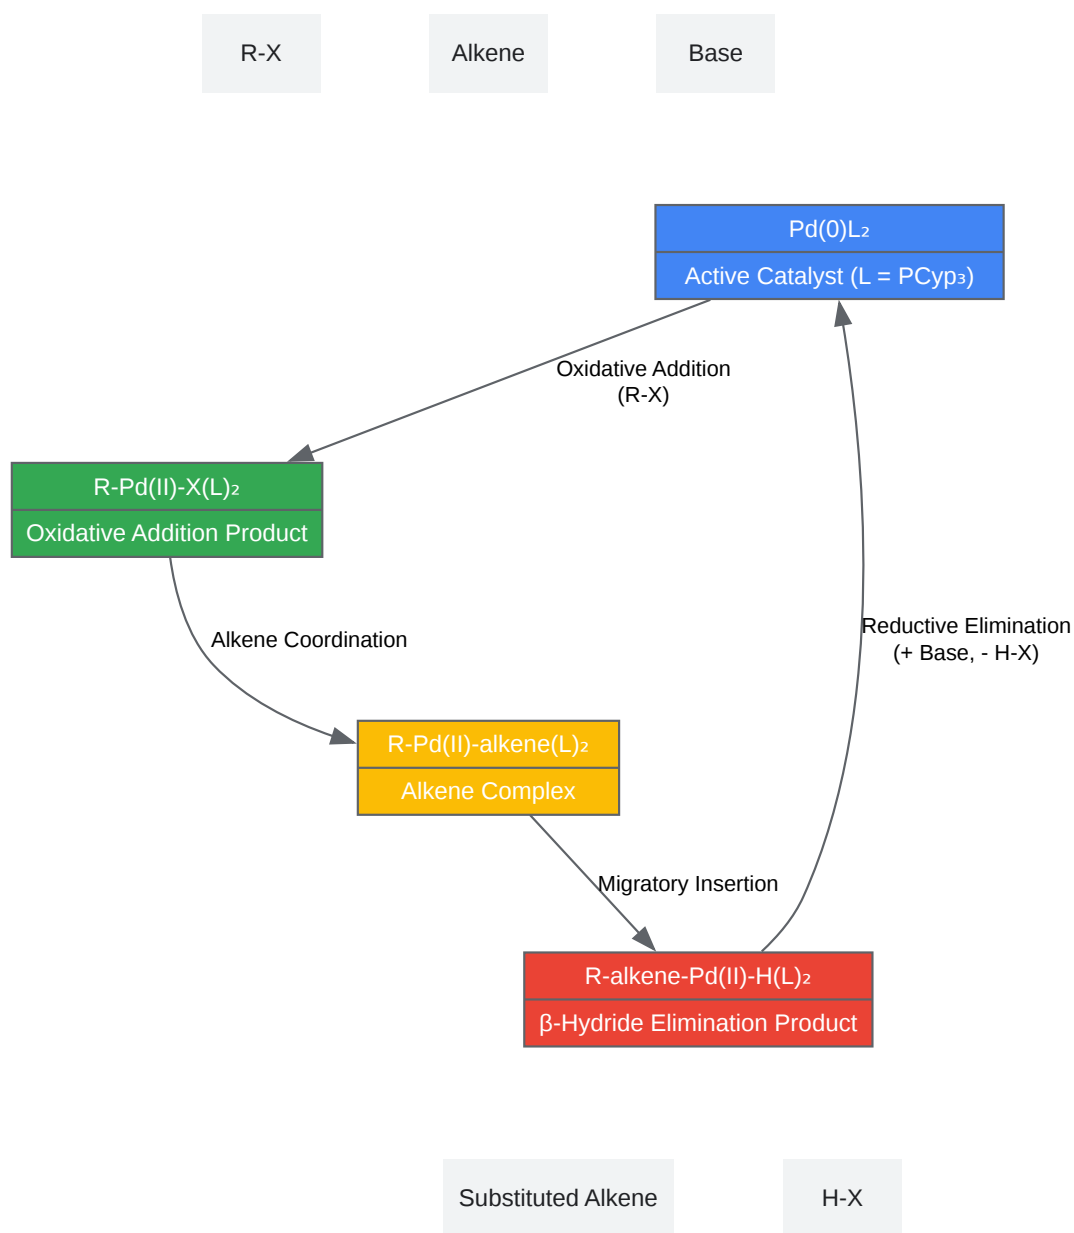 R-X
Alkene
Base
Pd(0)L₂
Active Catalyst (L = PCyp₃)
Oxidative Addition
(R-X)
R-Pd(II)-X(L)₂
Oxidative Addition Product
Alkene Coordination
Reductive Elimination
(+ Base, - H-X)
R-Pd(II)-alkene(L)₂
Alkene Complex
Migratory Insertion
R-alkene-Pd(II)-H(L)₂
β-Hydride Elimination Product
Substituted Alkene
H-X